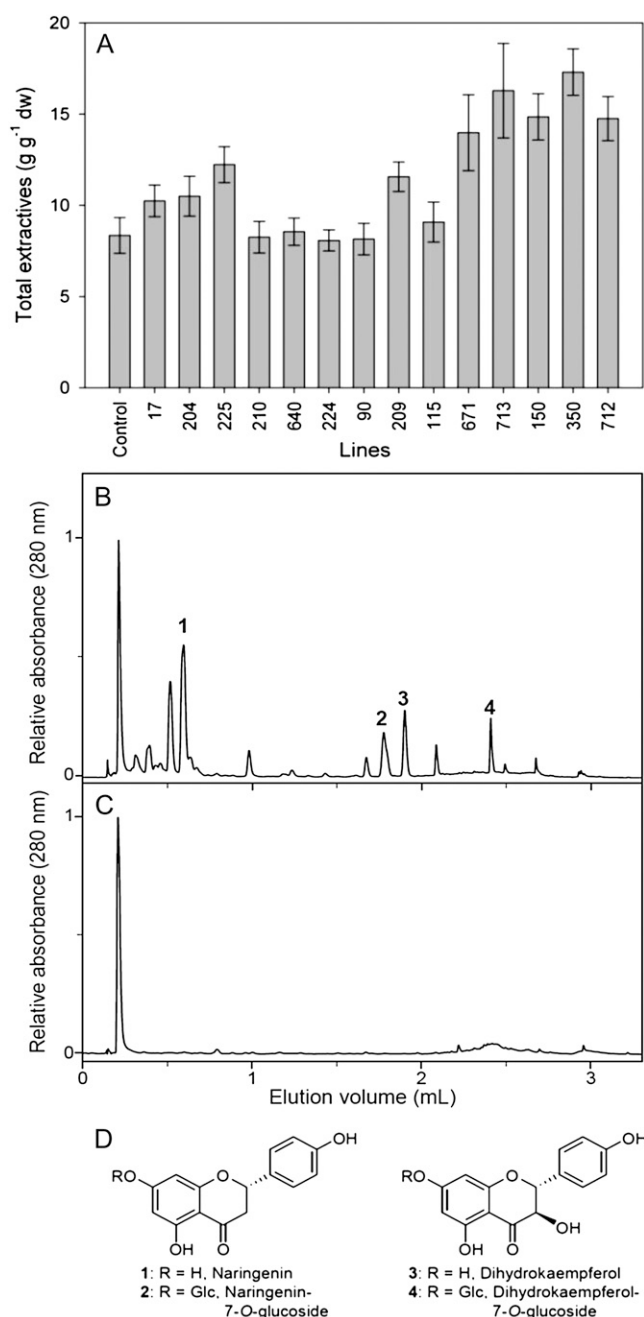 A
Total extractives (g g⁻¹ dw)
20
15
10
5
0
Control
17
204
225
210
640
224
90
209
115
671
713
150
350
712
Lines
B
Relative absorbance (280 nm)
1
0
1
2
3
4
C
Relative absorbance (280 nm)
1
0
0
1
2
3
Elution volume (mL)
D
OH
RO
O
OH
O
OH
RO
O
OH
OH
O
1: R = H, Naringenin
2: R = Glc, Naringenin-
7-O-glucoside
3: R = H, Dihydrokaempferol
4: R = Glc, Dihydrokaempferol-
7-O-glucoside